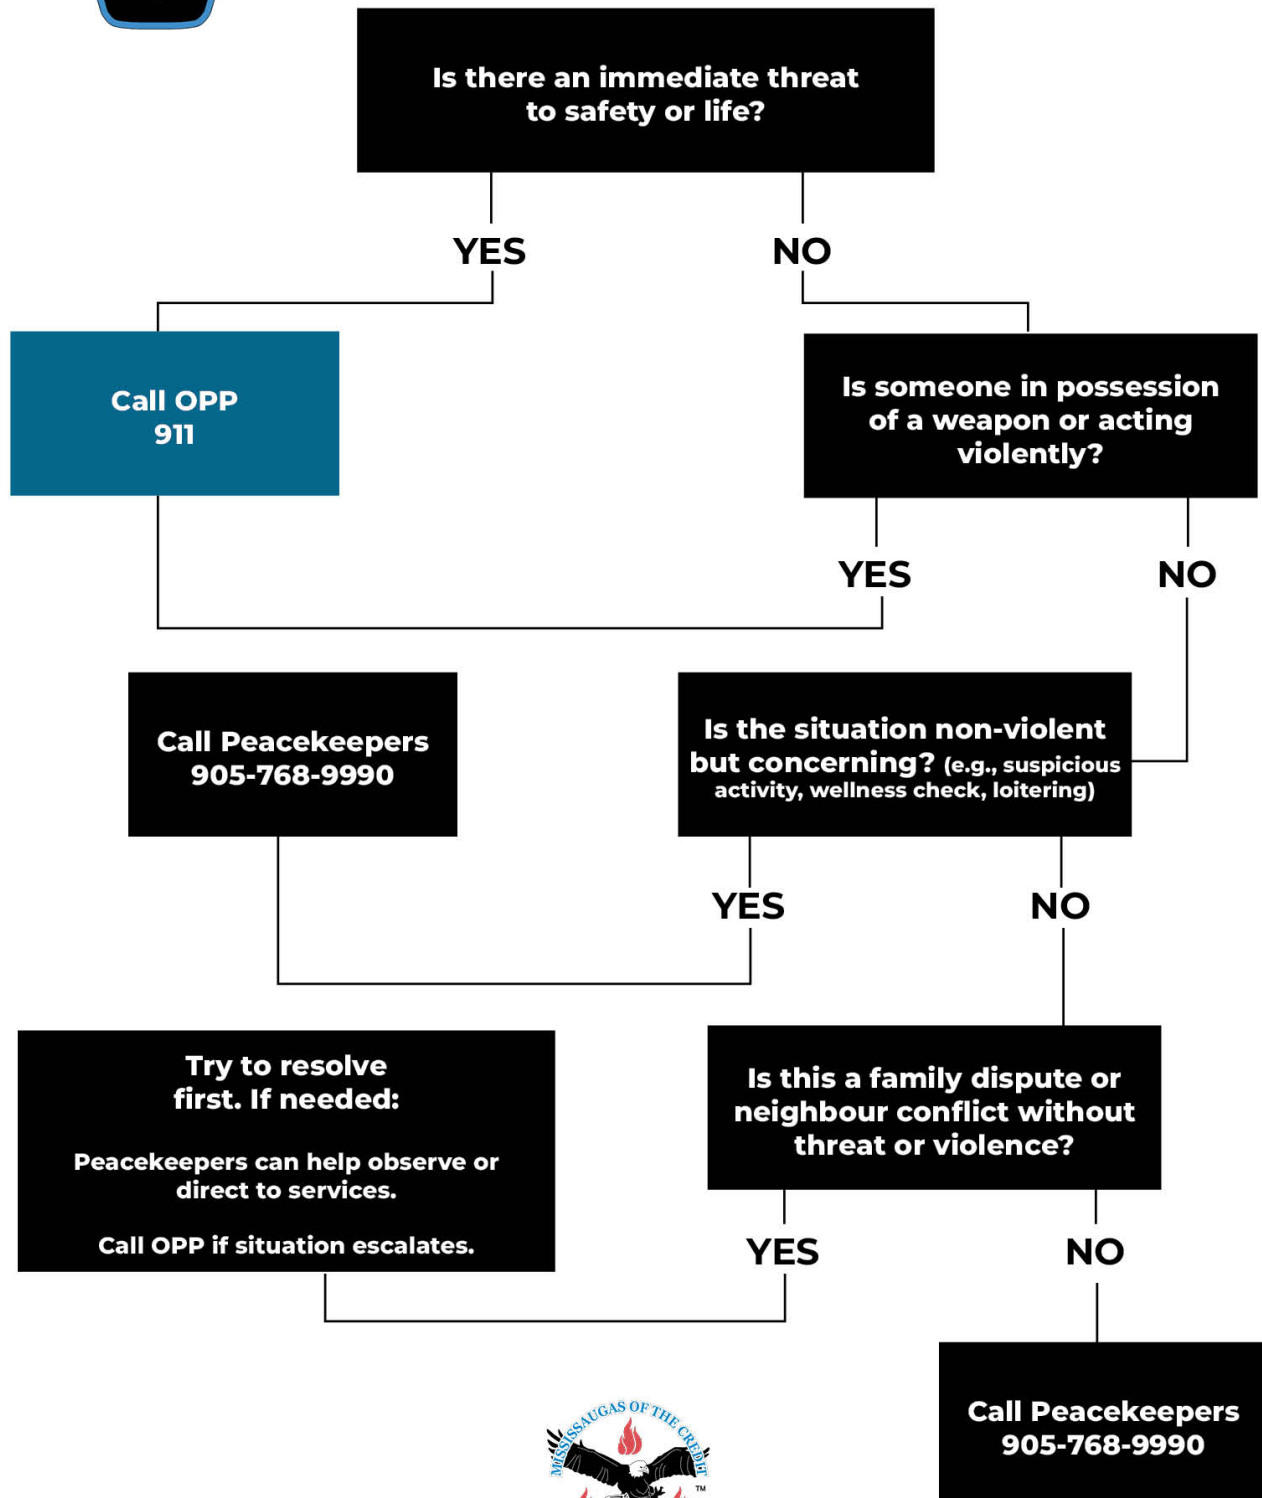 Is there an immediate threat
to safety or life?
YES
NO
Call OPP
911
Is someone in possession
of a weapon or acting
violently?
YES
NO
Call Peacekeepers
905-768-9990
Is the situation non-violent
but concerning? (e.g., suspicious
activity, wellness check, loitering)
YES
NO
Try to resolve
first. If needed:
Peacekeepers can help observe or
direct to services.
Call OPP if situation escalates.
Is this a family dispute or
neighbour conflict without
threat or violence?
YES
NO
MISSISSAUGAS OF THE CREDIT
TM
Call Peacekeepers
905-768-9990